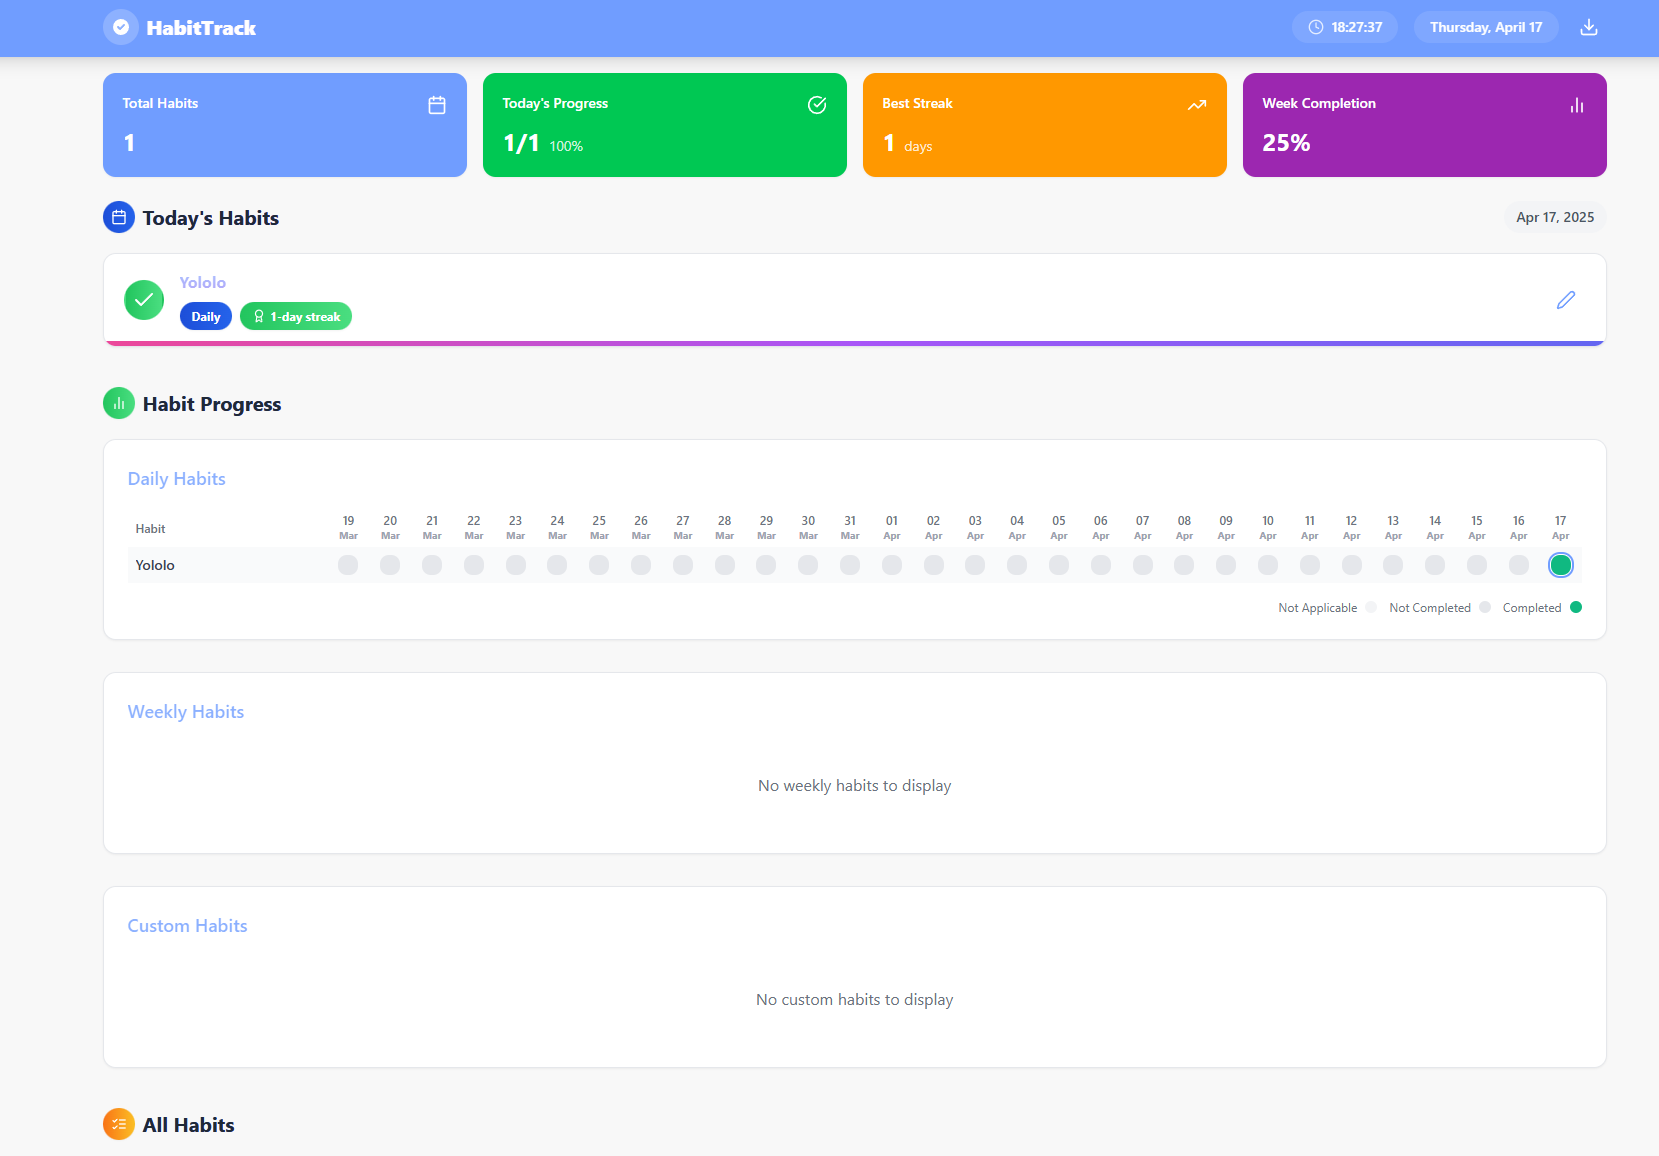 HabitTrack
18:27:37
Thursday, April 17
Total Habits
1
Today's Progress
1/1 100%
Best Streak
1 days
Week Completion
25%
Today's Habits
Apr 17, 2025
Yololo
Daily
1-day streak
Habit Progress
Daily Habits
Habit
19 20 21 22 23 24 25 26 27 28 29 30 31 01 02 03 04 05 06 07 08 09 10 11 12 13 14 15 16 17
Mar Mar Mar Mar Mar Mar Mar Mar Mar Mar Mar Mar Mar Apr Apr Apr Apr Apr Apr Apr Apr Apr Apr Apr Apr Apr Apr Apr Apr Apr
Yololo
Not Applicable Not Completed Completed
Weekly Habits
No weekly habits to display
Custom Habits
No custom habits to display
All Habits